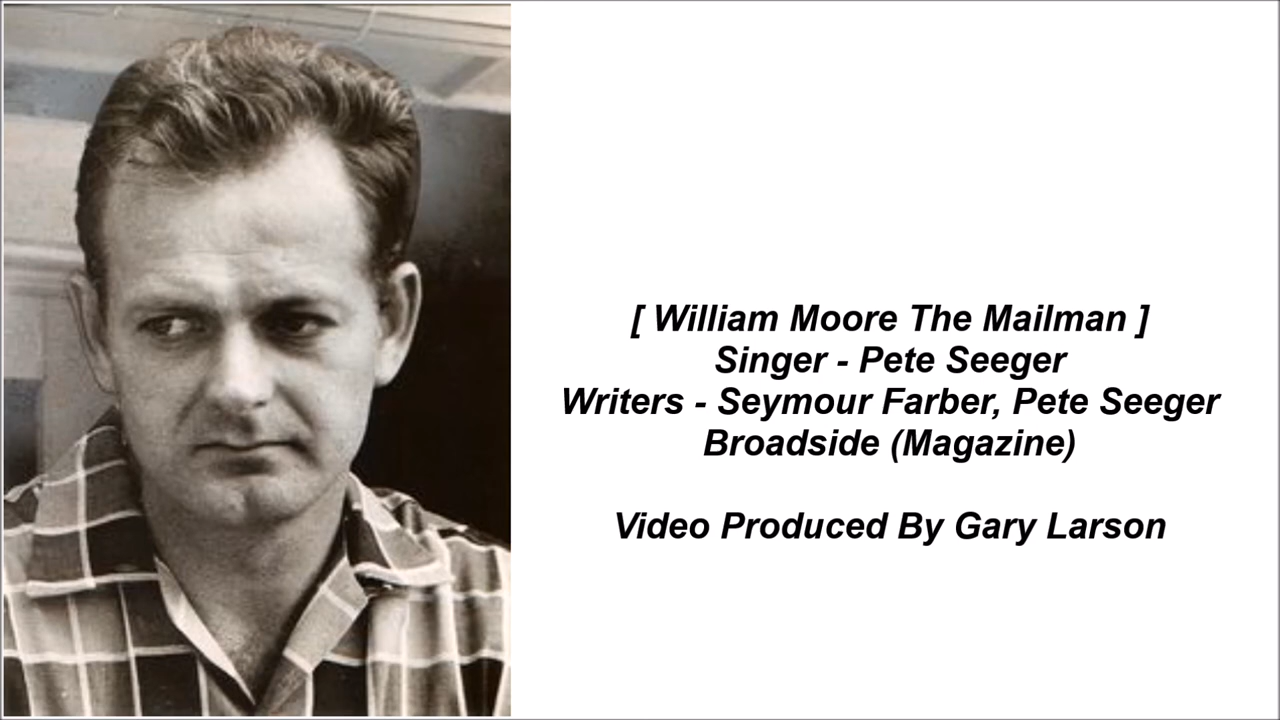 [ William Moore The Mailman ]
Singer - Pete Seeger
Writers - Seymour Farber, Pete Seeger
Broadside (Magazine)
Video Produced By Gary Larson